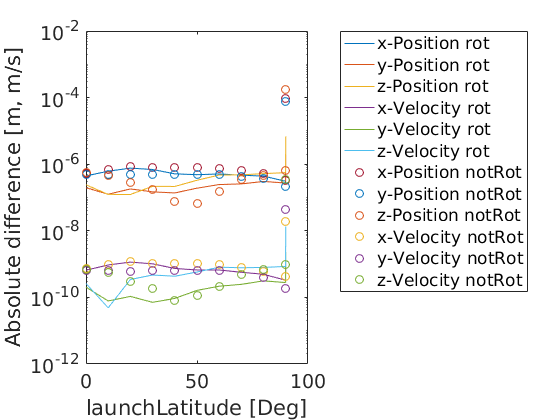 10-2
10-4
10-6
10-8
10-10
10-12
0
50
100
Absolute difference [m, m/s]
launchLatitude [Deg]
x-Position rot
y-Position rot
z-Position rot
x-Velocity rot
y-Velocity rot
z-Velocity rot
x-Position notRot
y-Position notRot
z-Position notRot
x-Velocity notRot
y-Velocity notRot
z-Velocity notRot